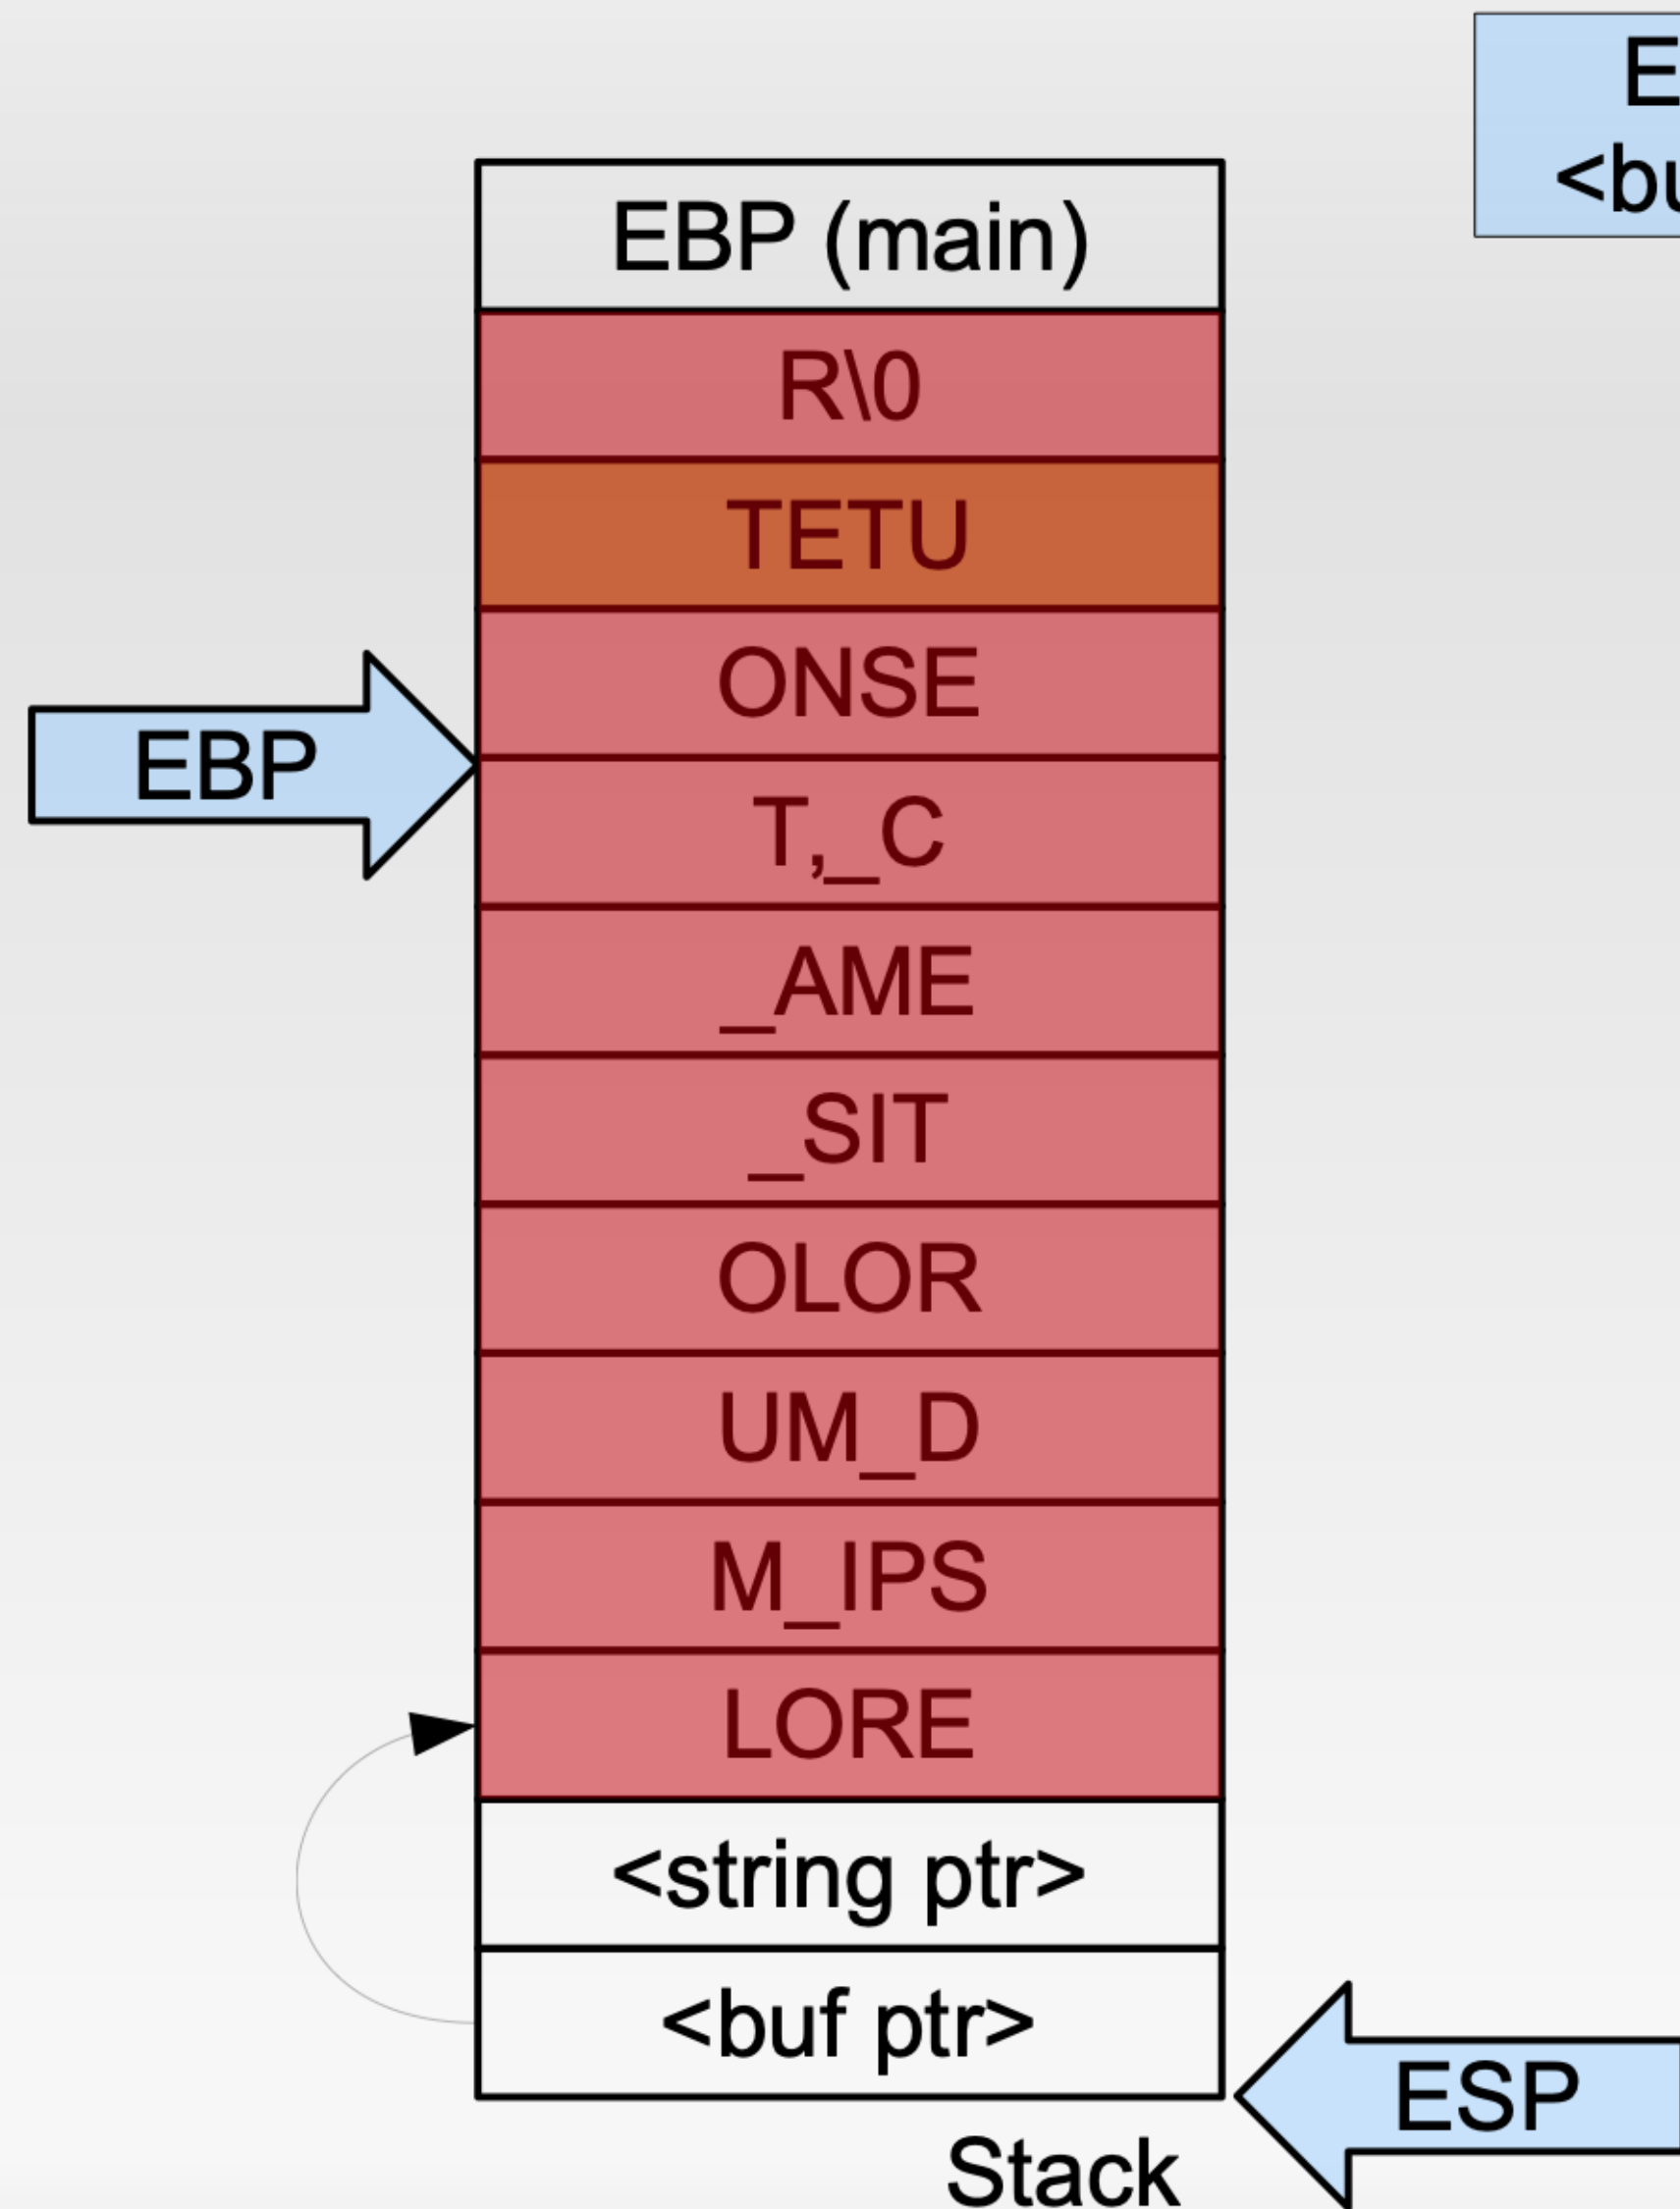 E
<bu
EBP (main)
R\0
TETU
ONSE
EBP
T,_C
_AME
_SIT
OLOR
UM_D
M_IPS
LORE
<string ptr>
<buf ptr>
ESP
Stack